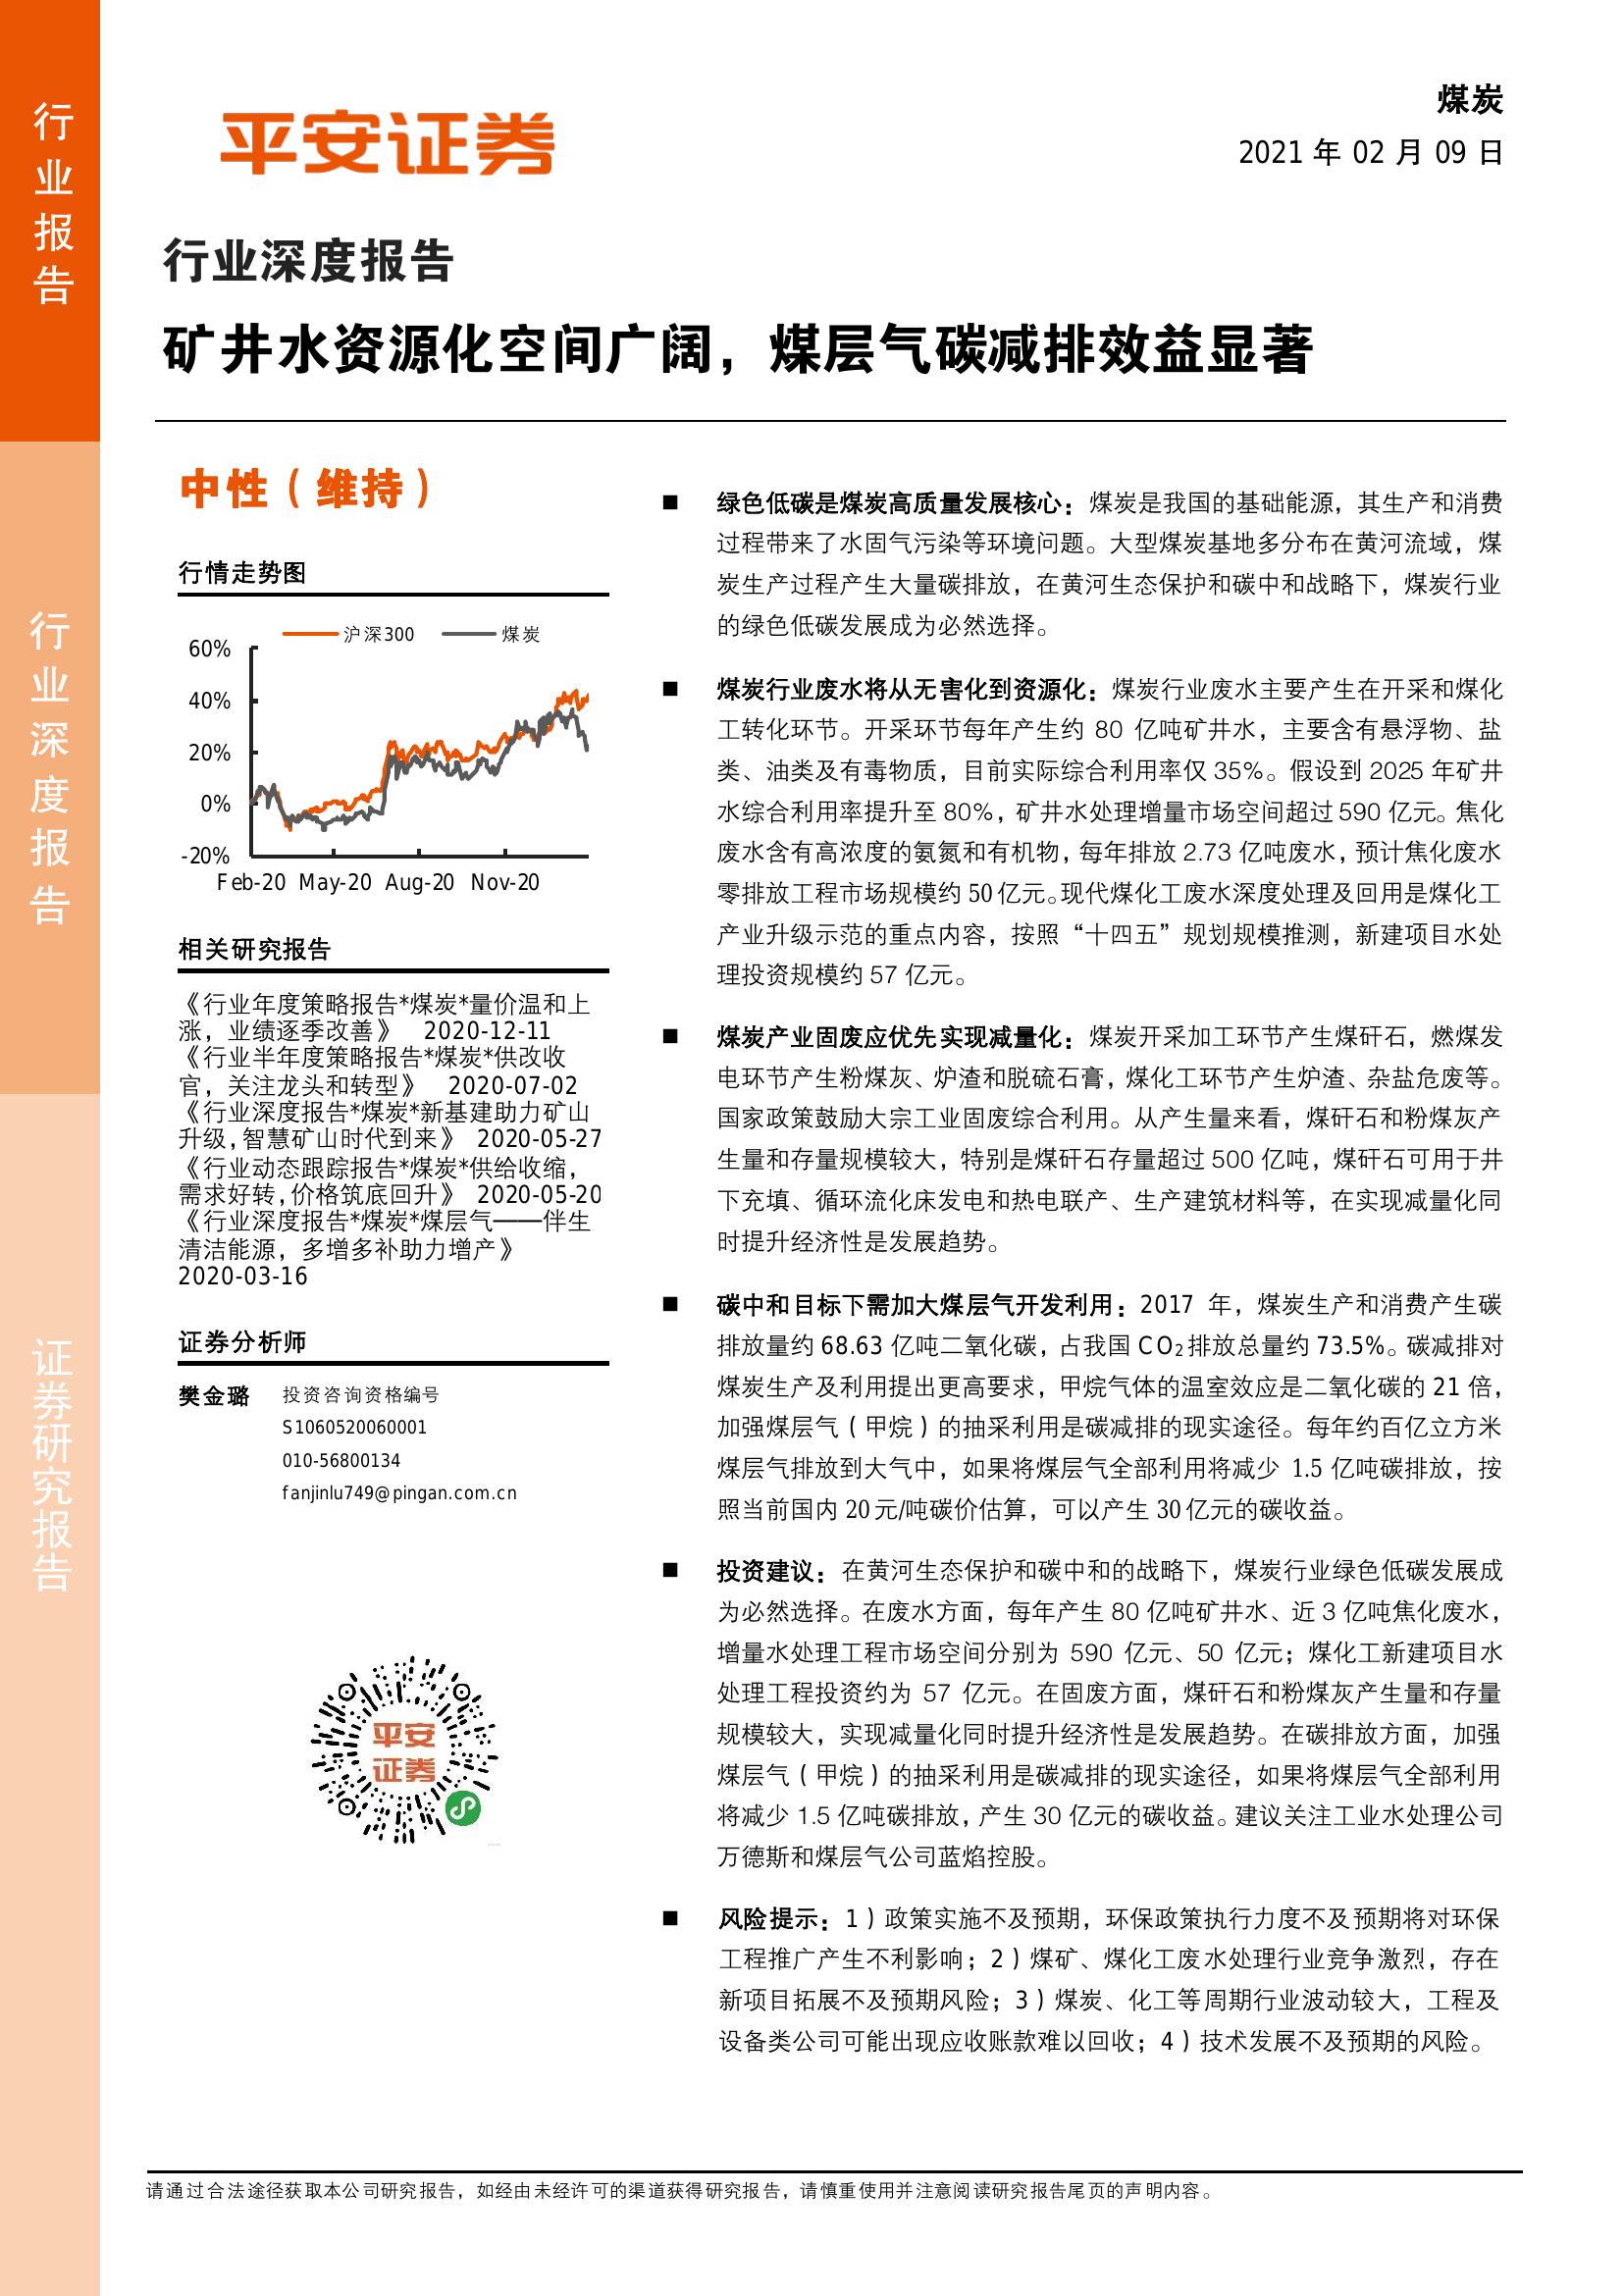 行业报告
行业深度报告
证券研究报告
平安证券
煤炭
2021 年 02 月 09 日
行业深度报告
矿井水资源化空间广阔，煤层气碳减排效益显著
中性（维持）
行情走势图
沪深300 煤炭
60%
40%
20%
0%
-20%
Feb-20 May-20 Aug-20 Nov-20
相关研究报告
《行业年度策略报告*煤炭*量价温和上
涨，业绩逐季改善》 2020-12-11
《行业半年度策略报告*煤炭*供改收
官，关注龙头和转型》 2020-07-02
《行业深度报告*煤炭*新基建助力矿山
升级，智慧矿山时代到来》 2020-05-27
《行业动态跟踪报告*煤炭*供给收缩，
需求好转，价格筑底回升》 2020-05-20
《行业深度报告*煤炭*煤层气——伴生
清洁能源，多增多补助力增产》
2020-03-16
证券分析师
樊金璐 投资咨询资格编号
S1060520060001
010-56800134
fanjinlu749@pingan.com.cn
平安
证券
■ 绿色低碳是煤炭高质量发展核心：煤炭是我国的基础能源，其生产和消费
过程带来了水固气污染等环境问题。大型煤炭基地多分布在黄河流域，煤
炭生产过程产生大量碳排放，在黄河生态保护和碳中和战略下，煤炭行业
的绿色低碳发展成为必然选择。
■ 煤炭行业废水将从无害化到资源化：煤炭行业废水主要产生在开采和煤化
工转化环节。开采环节每年产生约 80 亿吨矿井水，主要含有悬浮物、盐
类、油类及有毒物质，目前实际综合利用率仅 35%。假设到 2025 年矿井
水综合利用率提升至 80%，矿井水处理增量市场空间超过 590 亿元。焦化
废水含有高浓度的氨氮和有机物，每年排放 2.73 亿吨废水，预计焦化废水
零排放工程市场规模约 50 亿元。现代煤化工废水深度处理及回用是煤化工
产业升级示范的重点内容，按照“十四五”规划规模推测，新建项目水处
理投资规模约 57 亿元。
■ 煤炭产业固废应优先实现减量化：煤炭开采加工环节产生煤矸石，燃煤发
电环节产生粉煤灰、炉渣和脱硫石膏，煤化工环节产生炉渣、杂盐危废等。
国家政策鼓励大宗工业固废综合利用。从产生量来看，煤矸石和粉煤灰产
生量和存量规模较大，特别是煤矸石存量超过 500 亿吨，煤矸石可用于井
下充填、循环流化床发电和热电联产、生产建筑材料等，在实现减量化同
时提升经济性是发展趋势。
■ 碳中和目标下需加大煤层气开发利用：2017 年，煤炭生产和消费产生碳
排放量约 68.63 亿吨二氧化碳，占我国 CO₂排放总量约 73.5%。碳减排对
煤炭生产及利用提出更高要求，甲烷气体的温室效应是二氧化碳的 21 倍，
加强煤层气（甲烷）的抽采利用是碳减排的现实途径。每年约百亿立方米
煤层气排放到大气中，如果将煤层气全部利用将减少 1.5 亿吨碳排放，按
照当前国内 20 元/吨碳价估算，可以产生 30 亿元的碳收益。
■ 投资建议：在黄河生态保护和碳中和的战略下，煤炭行业绿色低碳发展成
为必然选择。在废水方面，每年产生 80 亿吨矿井水、近 3 亿吨焦化废水，
增量水处理工程市场空间分别为 590 亿元、50 亿元；煤化工新建项目水
处理工程投资约为 57 亿元。在固废方面，煤矸石和粉煤灰产生量和存量
规模较大，实现减量化同时提升经济性是发展趋势。在碳排放方面，加强
煤层气（甲烷）的抽采利用是碳减排的现实途径，如果将煤层气全部利用
将减少 1.5 亿吨碳排放，产生 30 亿元的碳收益。建议关注工业水处理公司
万德斯和煤层气公司蓝焰控股。
■ 风险提示：1）政策实施不及预期，环保政策执行力度不及预期将对环保
工程推广产生不利影响；2）煤矿、煤化工废水处理行业竞争激烈，存在
新项目拓展不及预期风险；3）煤炭、化工等周期行业波动较大，工程及
设备类公司可能出现应收账款难以回收；4）技术发展不及预期的风险。
请通过合法途径获取本公司研究报告，如经由未经许可的渠道获得研究报告，请慎重使用并注意阅读研究报告尾页的声明内容。